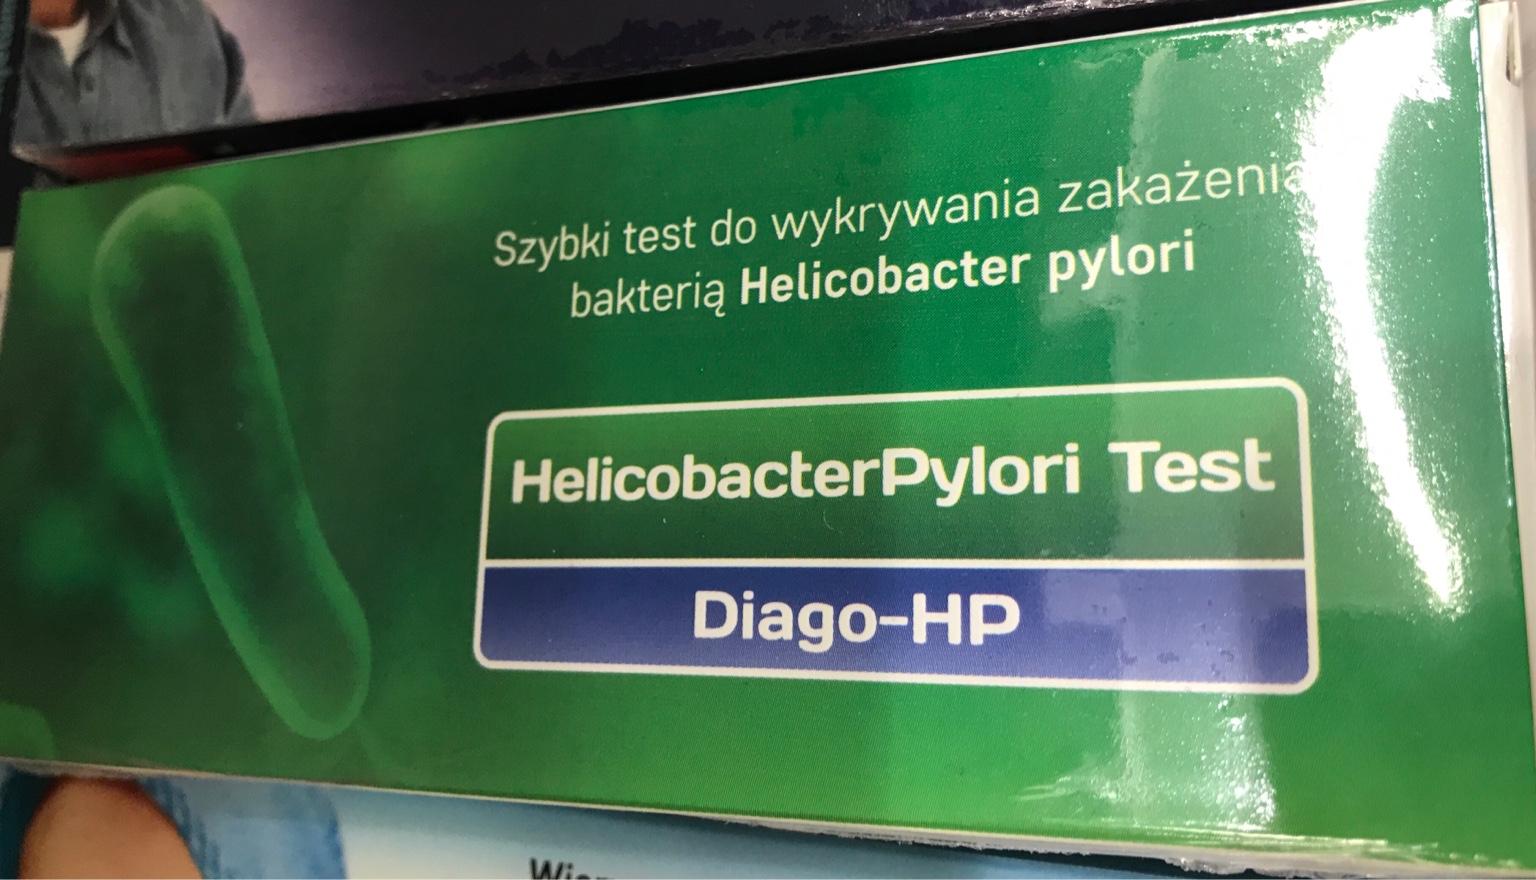 Szybki test do wykrywania zakażenia
bakterią Helicobacter pylori
HelicobacterPylori Test
Diago-HP